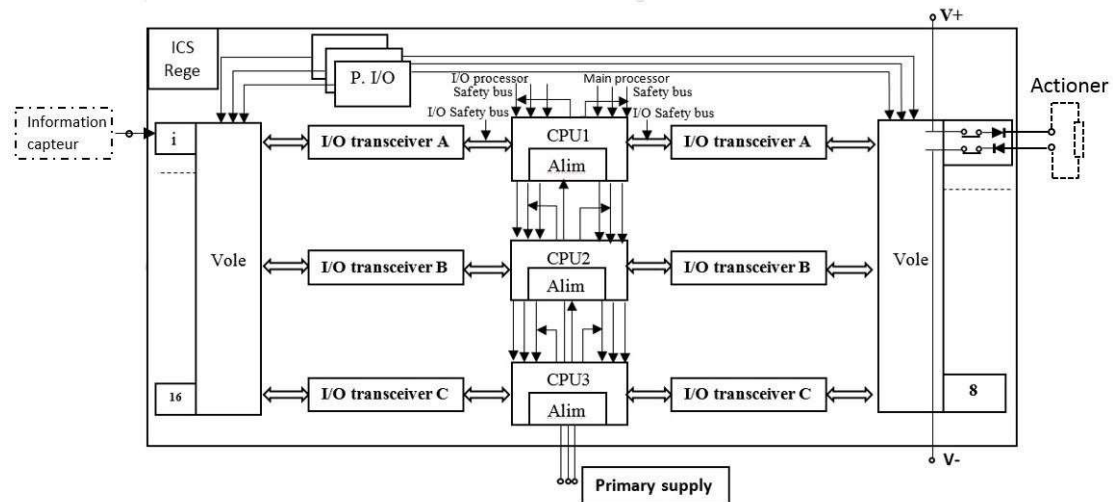 V+
ICS
Rege
P. I/O
I/O processor
Safety bus
Main processor
Safety bus
Actioner
I/O Safety bus
I/O Safety bus
Information
capteur
i
I/O transceiver A
CPU1
Alim
I/O transceiver A
Vole
I/O transceiver B
CPU2
Alim
I/O transceiver B
Vole
16
I/O transceiver C
CPU3
Alim
I/O transceiver C
8
V-
Primary supply